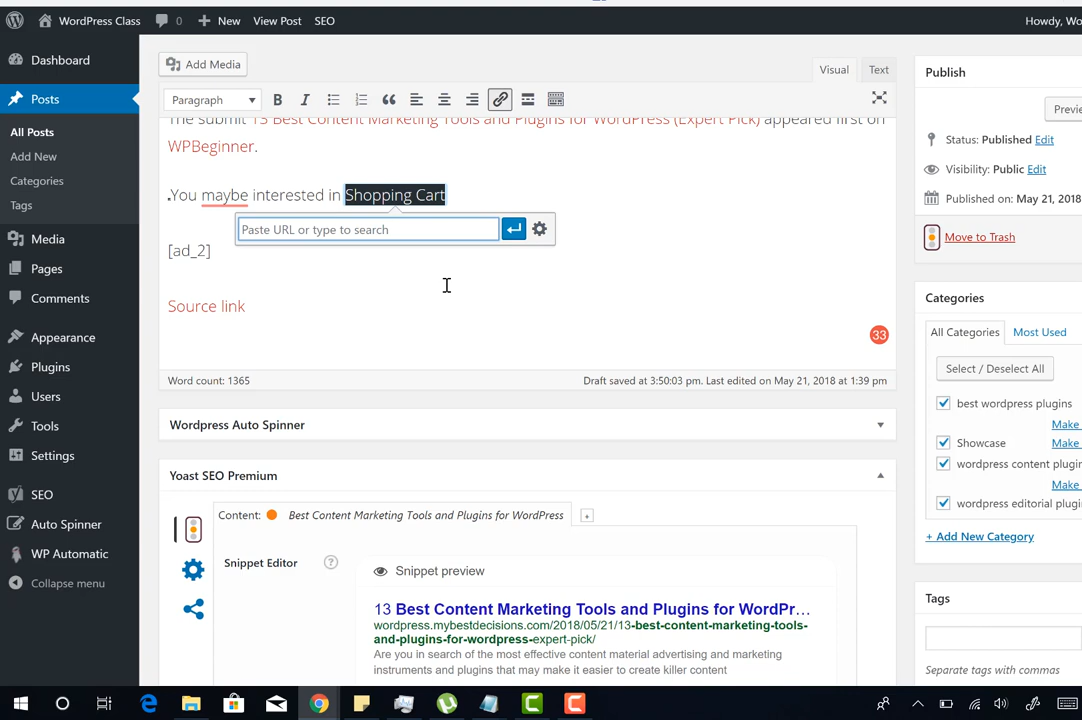 WordPress Class 0 New View Post SEO Howdy, Wo
Dashboard
Posts
All Posts
Add New
Categories
Tags
Media
Pages
Comments
Appearance
Plugins
Users
Tools
Settings
SEO
Auto Spinner
WP Automatic
Collapse menu
Add Media
Visual Text
Paragraph
The submit 13 Best Content Marketing Tools and Plugins for WordPress (Expert Pick) appeared first on
WPBeginner.
.You maybe interested in Shopping Cart
Paste URL or type to search
[ad_2]
Source link
33
Word count: 1365 Draft saved at 3:50:03 pm. Last edited on May 21, 2018 at 1:39 pm
Wordpress Auto Spinner
Yoast SEO Premium
Content: Best Content Marketing Tools and Plugins for WordPress +
Snippet Editor ?
Snippet preview
13 Best Content Marketing Tools and Plugins for WordPr...
wordpress.mybestdecisions.com/2018/05/21/13-best-content-marketing-tools-
and-plugins-for-wordpress-expert-pick/
Are you in search of the most effective content material advertising and marketing
instruments and plugins that may make it easier to create killer content
Publish
Previe
Status: Published Edit
Visibility: Public Edit
Published on: May 21, 2018
Move to Trash
Categories
All Categories Most Used
Select / Deselect All
best wordpress plugins
Make
Showcase Make
wordpress content plugin
Make
wordpress editorial plugi
+ Add New Category
Tags
Separate tags with commas